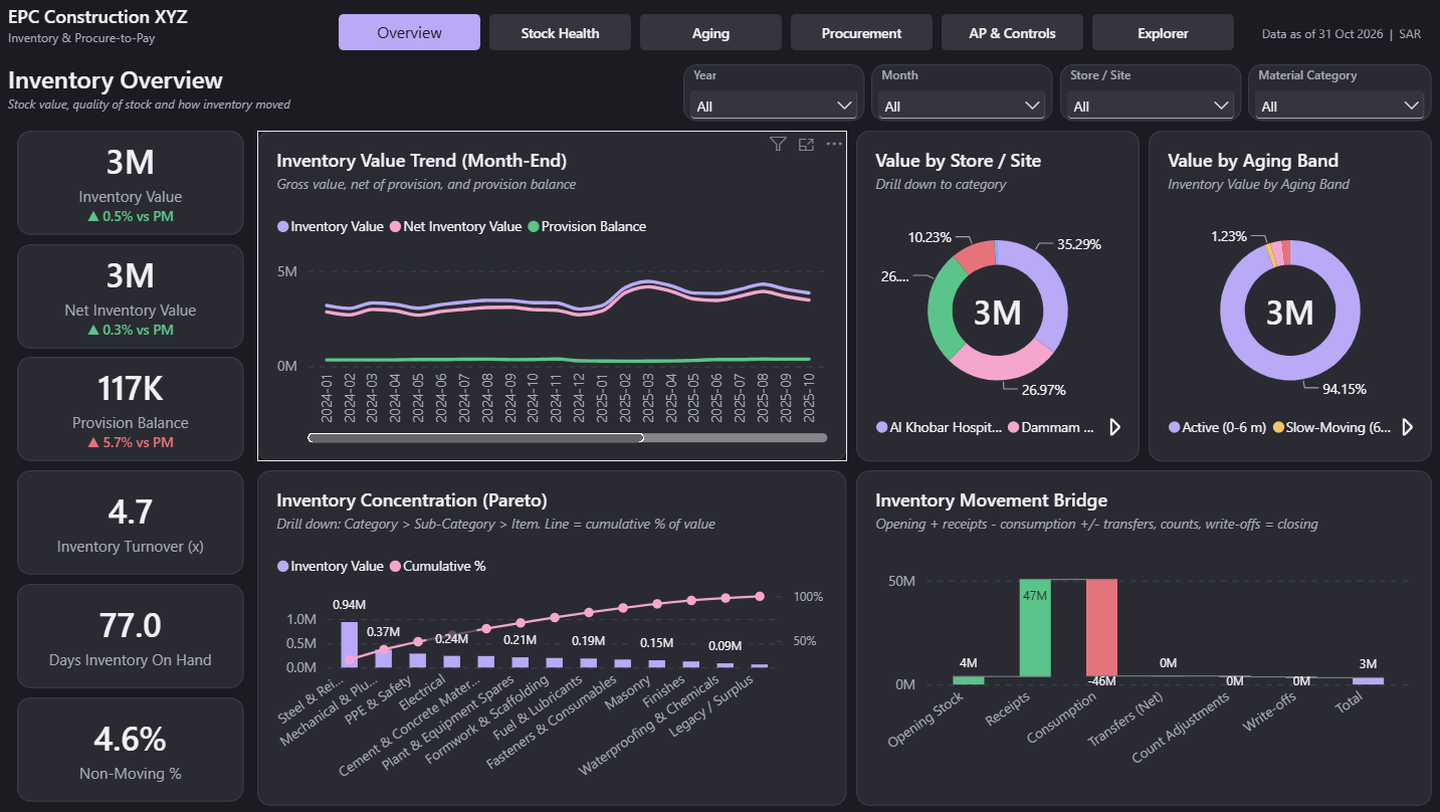 EPC Construction XYZ
Inventory & Procure-to-Pay
Overview
Stock Health
Aging
Procurement
AP & Controls
Explorer
Data as of 31 Oct 2026 | SAR
Inventory Overview
Stock value, quality of stock and how inventory moved
Year
All
Month
All
Store / Site
All
Material Category
All
3M
Inventory Value
▲ 0.5% vs PM
3M
Net Inventory Value
▲ 0.3% vs PM
117K
Provision Balance
▲ 5.7% vs PM
4.7
Inventory Turnover (x)
77.0
Days Inventory On Hand
4.6%
Non-Moving %
Inventory Value Trend (Month-End)
Gross value, net of provision, and provision balance
Inventory Value Net Inventory Value Provision Balance
5M
0M
2024-01
2024-02
2024-03
2024-04
2024-05
2024-06
2024-07
2024-08
2024-09
2024-10
2024-11
2024-12
2025-01
2025-02
2025-03
2025-04
2025-05
2025-06
2025-07
2025-08
2025-09
2025-10
Value by Store / Site
Drill down to category
10.23%
35.29%
26....
3M
26.97%
Al Khobar Hospit... Dammam ...
Value by Aging Band
Inventory Value by Aging Band
1.23%
3M
94.15%
Active (0-6 m) Slow-Moving (6...
Inventory Concentration (Pareto)
Drill down: Category > Sub-Category > Item. Line = cumulative % of value
Inventory Value Cumulative %
1.0M
0.5M
0.0M
100%
50%
0.94M
0.37M
0.24M
0.21M
0.19M
0.15M
0.09M
Steel & Rei...
Mechanical & Plu...
PPE & Safety
Electrical
Cement & Concrete Mater...
Plant & Equipment Spares
Formwork & Scaffolding
Fuel & Lubricants
Fasteners & Consumables
Masonry
Finishes
Waterproofing & Chemicals
Legacy / Surplus
Inventory Movement Bridge
Opening + receipts - consumption +/- transfers, counts, write-offs = closing
50M
0M
4M
47M
-46M
0M
0M
0M
3M
Opening Stock
Receipts
Consumption
Transfers (Net)
Count Adjustments
Write-offs
Total